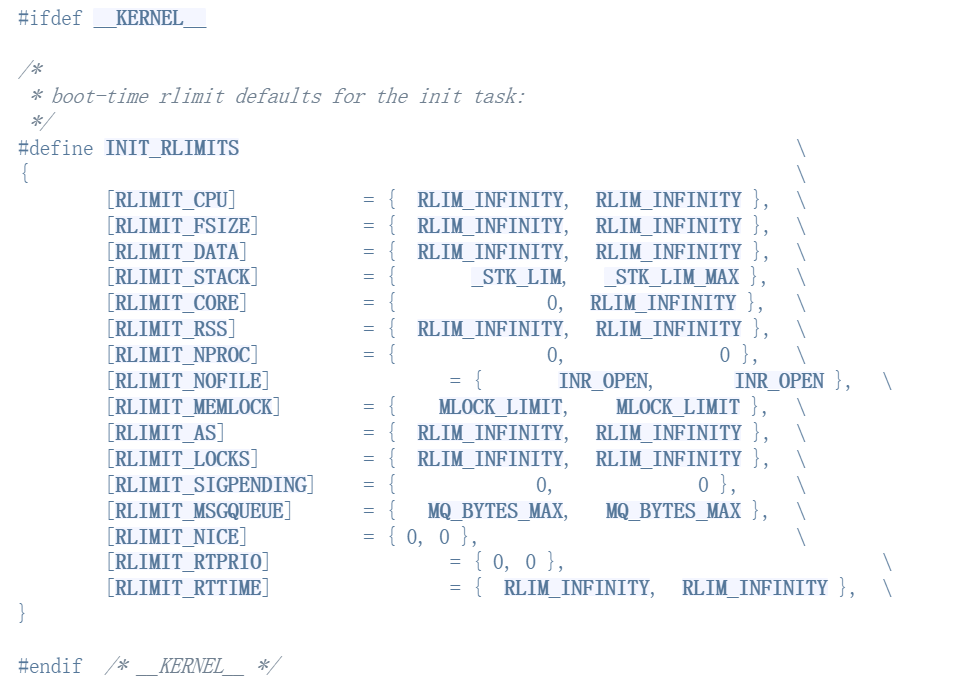 #ifdef __KERNEL__
/*
* boot-time rlimit defaults for the init task:
*/
#define INIT_RLIMITS \
{ \
[RLIMIT_CPU] = { RLIM_INFINITY, RLIM_INFINITY }, \
[RLIMIT_FSIZE] = { RLIM_INFINITY, RLIM_INFINITY }, \
[RLIMIT_DATA] = { RLIM_INFINITY, RLIM_INFINITY }, \
[RLIMIT_STACK] = { _STK_LIM, _STK_LIM_MAX }, \
[RLIMIT_CORE] = { 0, RLIM_INFINITY }, \
[RLIMIT_RSS] = { RLIM_INFINITY, RLIM_INFINITY }, \
[RLIMIT_NPROC] = { 0, 0 }, \
[RLIMIT_NOFILE] = { INR_OPEN, INR_OPEN }, \
[RLIMIT_MEMLOCK] = { MLOCK_LIMIT, MLOCK_LIMIT }, \
[RLIMIT_AS] = { RLIM_INFINITY, RLIM_INFINITY }, \
[RLIMIT_LOCKS] = { RLIM_INFINITY, RLIM_INFINITY }, \
[RLIMIT_SIGPENDING] = { 0, 0 }, \
[RLIMIT_MSGQUEUE] = { MQ_BYTES_MAX, MQ_BYTES_MAX }, \
[RLIMIT_NICE] = { 0, 0 }, \
[RLIMIT_RTPRIO] = { 0, 0 }, \
[RLIMIT_RTTIME] = { RLIM_INFINITY, RLIM_INFINITY }, \
}
#endif /* __KERNEL__ */